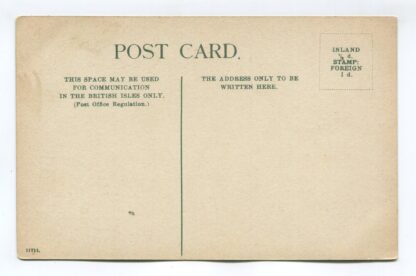 POST CARD.
THIS SPACE MAY BE USED
FOR COMMUNICATION
IN THE BRITISH ISLES ONLY.
(Post Office Regulation.)
THE ADDRESS ONLY TO BE
WRITTEN HERE.
INLAND
½ d.
STAMP:
FOREIGN
1 d.